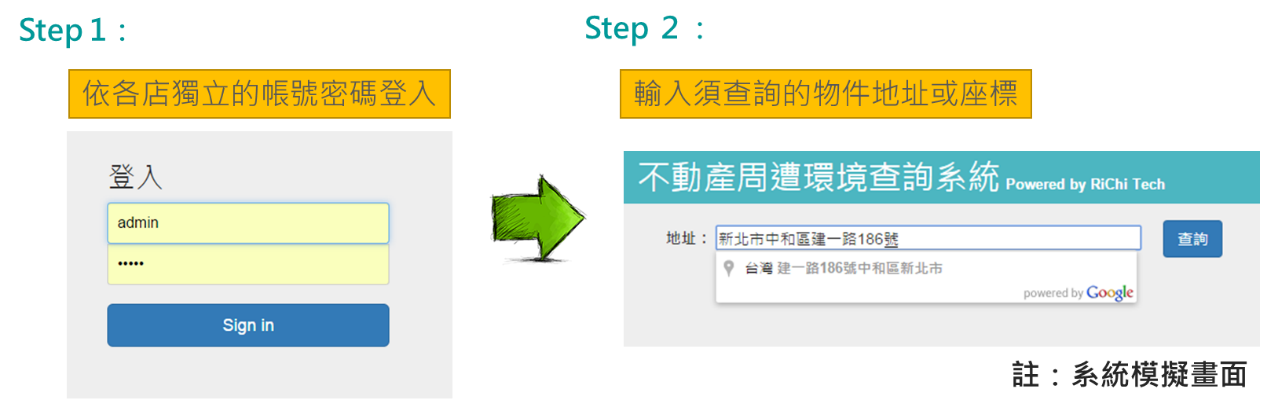 Step 1：
依各店獨立的帳號密碼登入
登入
admin
•••••
Sign in
Step 2：
輸入須查詢的物件地址或座標
不動產周遭環境查詢系統 Powered by RiChi Tech
地址： 新北市中和區建一路186號 查詢
台灣 建一路186號中和區新北市
powered by Google
註：系統模擬畫面